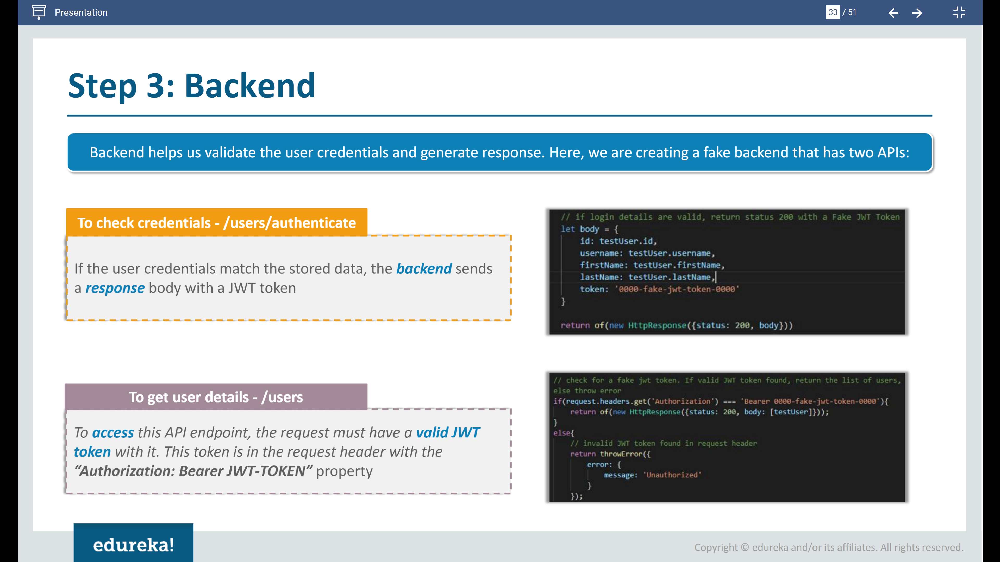 Presentation
33 / 51
Step 3: Backend
Backend helps us validate the user credentials and generate response. Here, we are creating a fake backend that has two APIs:
To check credentials - /users/authenticate
If the user credentials match the stored data, the backend sends
a response body with a JWT token
// if login details are valid, return status 200 with a Fake JWT Token
let body = {
id: testUser.id,
username: testUser.username,
firstName: testUser.firstName,
lastName: testUser.lastName,
token: '0000-fake-jwt-token-0000'
}
return of(new HttpResponse({status: 200, body}))
To get user details - /users
To access this API endpoint, the request must have a valid JWT
token with it. This token is in the request header with the
“Authorization: Bearer JWT-TOKEN” property
// check for a fake jwt token. If valid JWT token found, return the list of users,
else throw error
if(request.headers.get('Authorization') === 'Bearer 0000-fake-jwt-token-0000'){
return of(new HttpResponse({status: 200, body: [testUser]}));
}
else{
// invalid JWT token found in request header
return throwError({
error: {
message: 'Unauthorized'
}
});
edureka!
Copyright © edureka and/or its affiliates. All rights reserved.